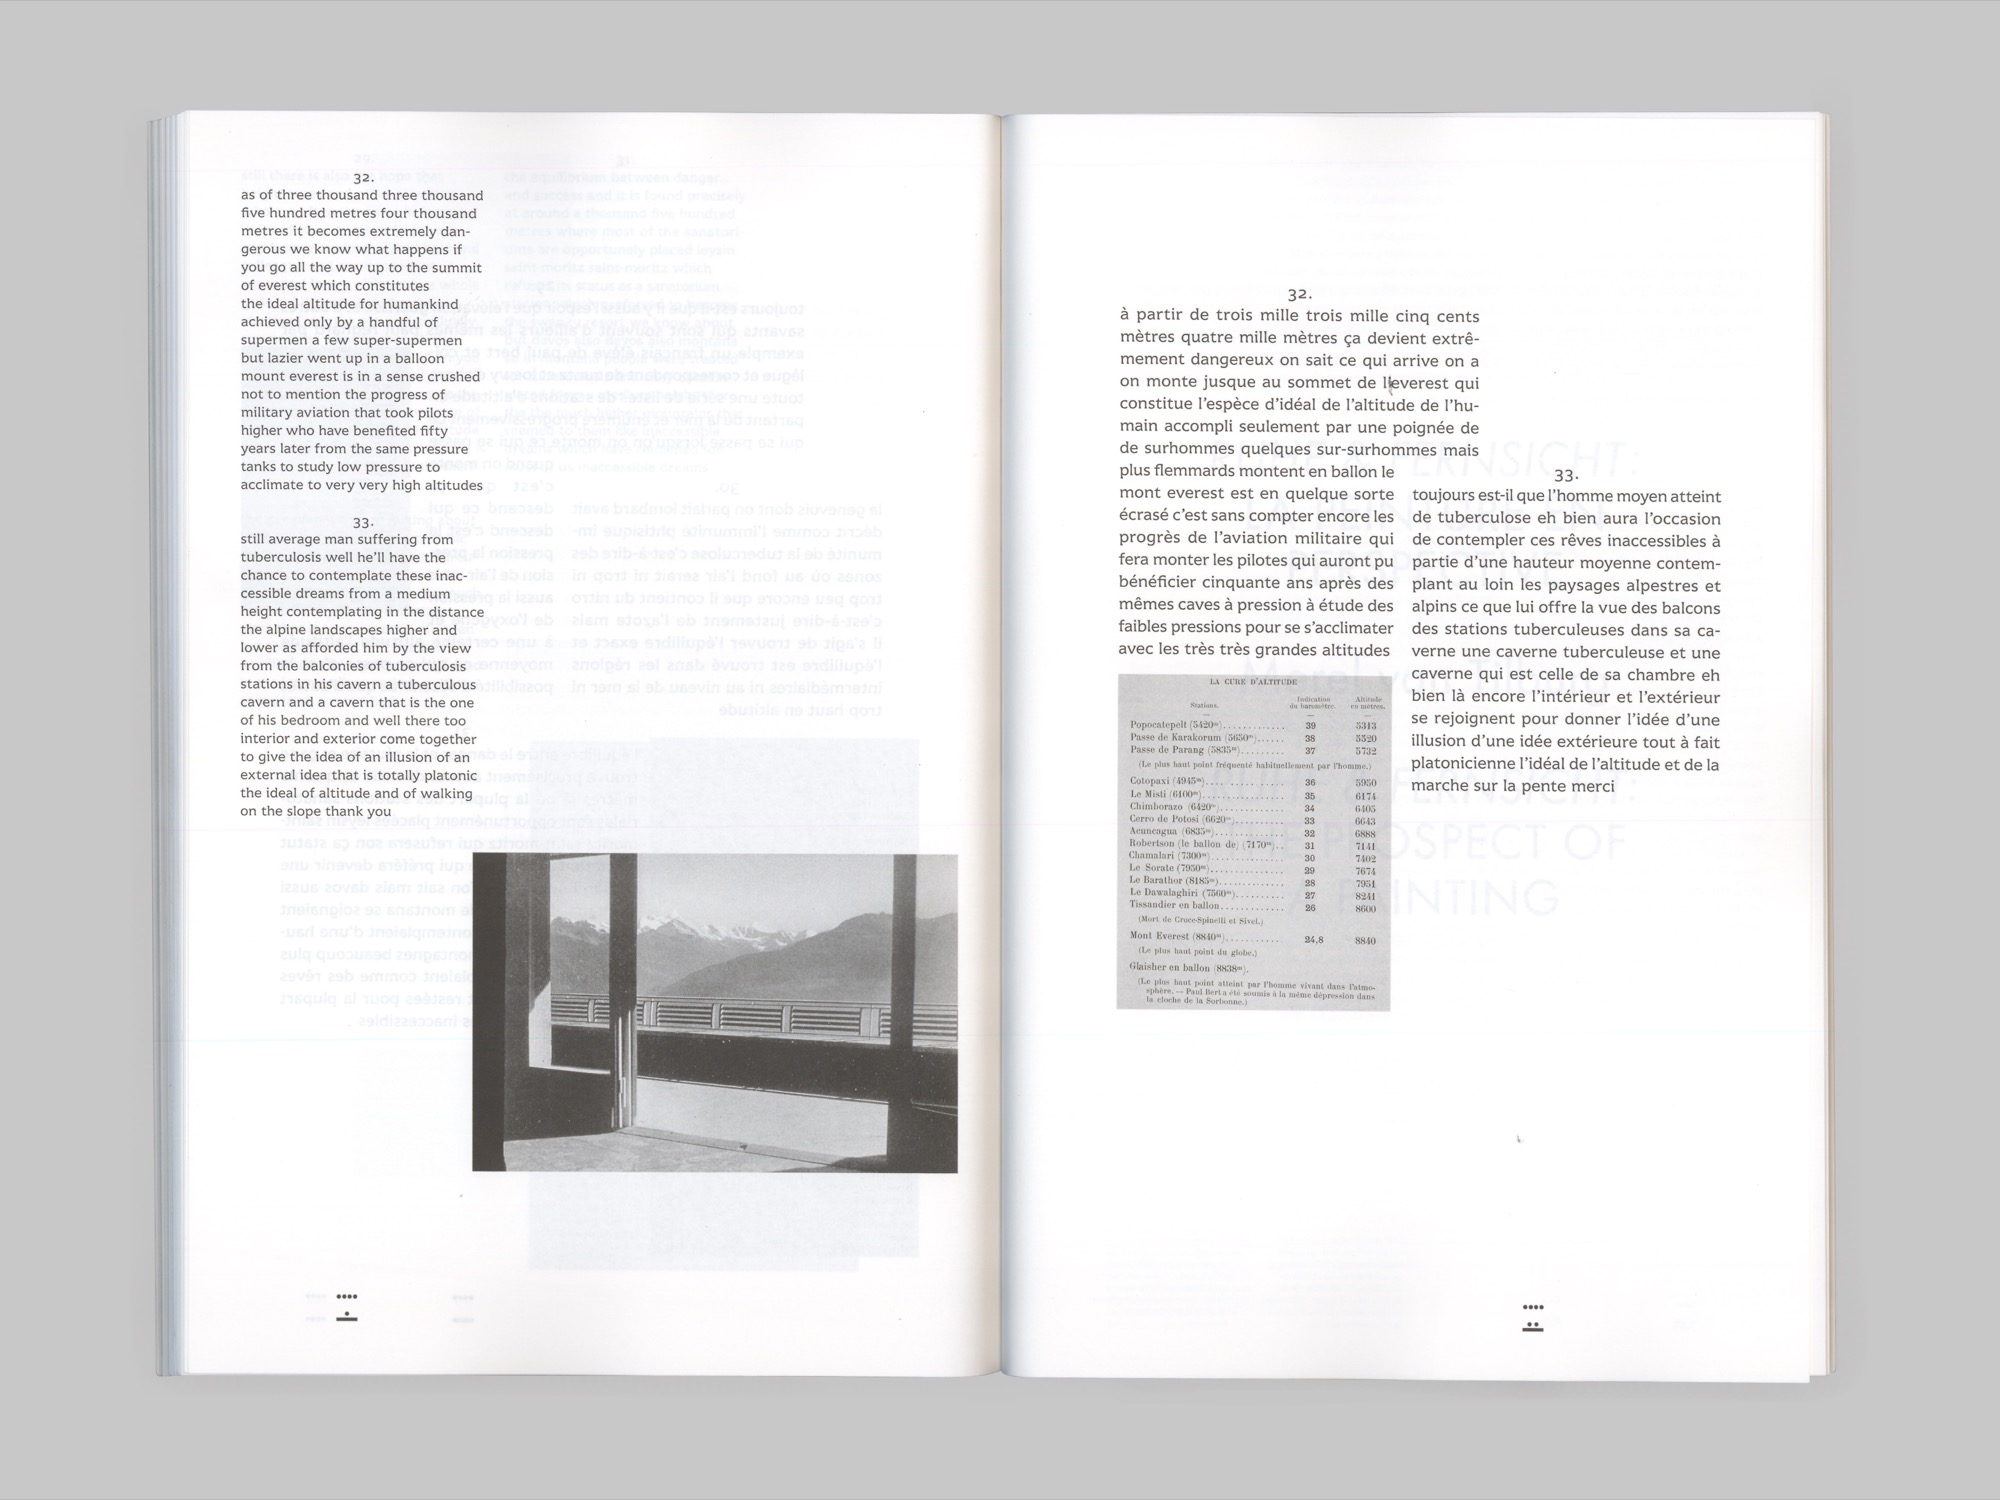 32.
as of three thousand three thousand
five hundred metres four thousand
metres it becomes extremely dan-
gerous we know what happens if
you go all the way up to the summit
of everest which constitutes
the ideal altitude for humankind
achieved only by a handful of
supermen a few super-supermen
but lazier went up in a balloon
mount everest is in a sense crushed
not to mention the progress of
military aviation that took pilots
higher who have benefited fifty
years later from the same pressure
tanks to study low pressure to
acclimate to very very high altitudes
33.
still average man suffering from
tuberculosis well he'll have the
chance to contemplate these inac-
cessible dreams from a medium
height contemplating in the distance
the alpine landscapes higher and
lower as afforded him by the view
from the balconies of tuberculosis
stations in his cavern a tuberculous
cavern and a cavern that is the one
of his bedroom and well there too
interior and exterior come together
to give the idea of an illusion of an
external idea that is totally platonic
the ideal of altitude and of walking
on the slope thank you
32.
à partir de trois mille trois mille cinq cents
mètres quatre mille mètres ça devient extrê-
mement dangereux on sait ce qui arrive on a
on monte jusque au sommet de l'everest qui
constitue l'espèce d'idéal de l'altitude de l'hu-
main accompli seulement par une poignée de
de surhommes quelques sur-surhommes mais
plus flemmards montent en ballon le
mont everest est en quelque sorte
écrasé c'est sans compter encore les
progrès de l'aviation militaire qui
fera monter les pilotes qui auront pu
bénéficier cinquante ans après des
mêmes caves à pression à étude des
faibles pressions pour se s'acclimater
avec les très très grandes altitudes
LA CURE D'ALTITUDE
Stations. Indication du baromètre. Altitude en mètres.
Popocatepelt (5420m) 39 5313
Passe de Karakorum (5650m) 38 5520
Passe de Parang (5835m) 37 5732
(Le plus haut point fréquenté habituellement par l'homme.)
Cotopaxi (4945m) 36 5950
Le Misti (6100m) 35 6174
Chimborazo (6420m) 34 6405
Cerro de Potosi (6620m) 33 6643
Acuncagua (6835m) 32 6888
Robertson (le ballon de) (7170m) 31 7141
Chamalari (7300m) 30 7402
Le Sorate (7950m) 29 7674
Le Barathor (8185m) 28 7951
Le Dawalaghiri (7560m) 27 8241
Tissandier en ballon 26 8600
(Mort de Croce-Spinelli et Sivel.)
Mont Everest (8840m) 24,8 8840
(Le plus haut point du globe.)
Glaisher en ballon (8838m).
(Le plus haut point atteint par l'homme vivant dans l'atmo-
sphère. — Paul Bert a été soumis à la même dépression dans
la cloche de la Sorbonne.)
33.
toujours est-il que l'homme moyen atteint
de tuberculose eh bien aura l'occasion
de contempler ces rêves inaccessibles à
partie d'une hauteur moyenne contem-
plant au loin les paysages alpestres et
alpins ce que lui offre la vue des balcons
des stations tuberculeuses dans sa ca-
verne une caverne tuberculeuse et une
caverne qui est celle de sa chambre eh
bien là encore l'intérieur et l'extérieur
se rejoignent pour donner l'idée d'une
illusion d'une idée extérieure tout à fait
platonicienne l'idéal de l'altitude et de la
marche sur la pente merci